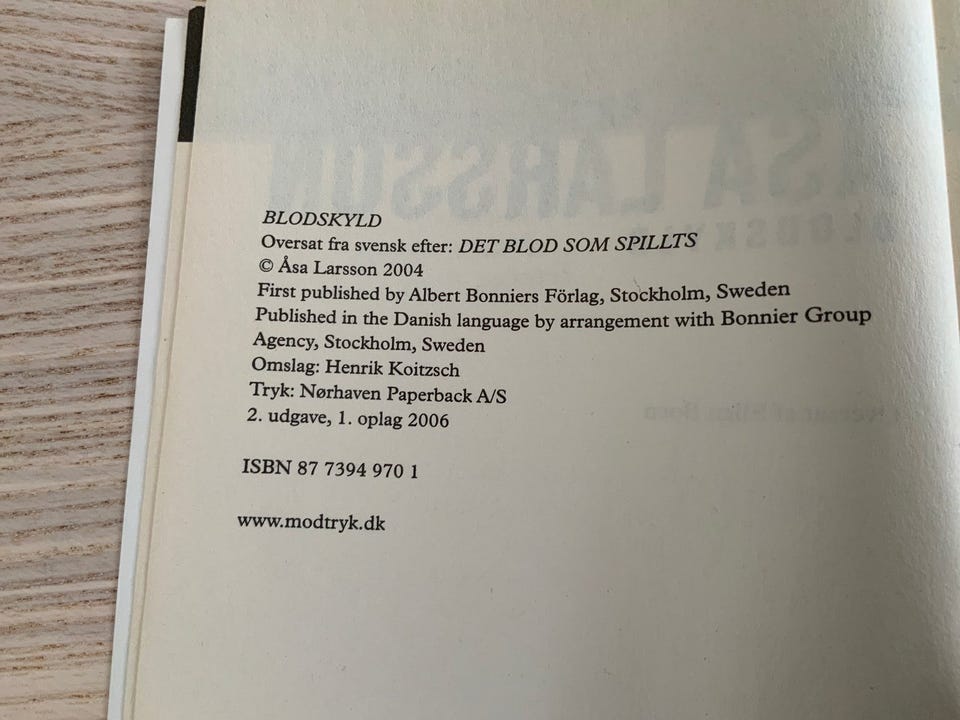 BLODSKYLD
Oversat fra svensk efter: DET BLOD SOM SPILLTS
© Åsa Larsson 2004
First published by Albert Bonniers Förlag, Stockholm, Sweden
Published in the Danish language by arrangement with Bonnier Group
Agency, Stockholm, Sweden
Omslag: Henrik Koitzsch
Tryk: Nørhaven Paperback A/S
2. udgave, 1. oplag 2006
ISBN 87 7394 970 1
www.modtryk.dk